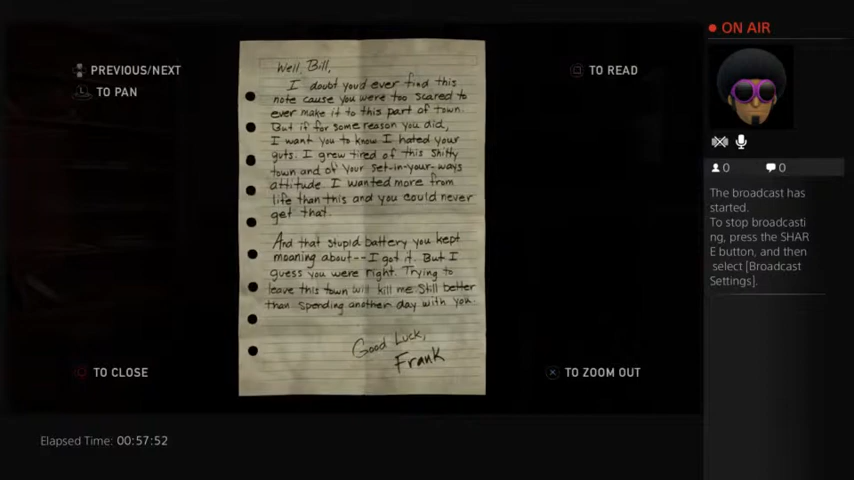 ON AIR
PREVIOUS/NEXT
TO PAN
TO READ
Well, Bill,
I doubt you'd ever find this
note cause you were too scared to
ever make it to this part of town.
But if for some reason you did,
I want you to know I hated your
guts. I grew tired of this shitty
town and of your set-in-your-ways
attitude. I wanted more from
life than this and you could never
get that.
And that stupid battery you kept
moaning about--I got it. But I
guess you were right. Trying to
leave this town will kill me. Still better
than spending another day with you.
Good Luck,
Frank
TO CLOSE
TO ZOOM OUT
Elapsed Time: 00:57:52
0
0
The broadcast has
started.
To stop broadcasti
ng, press the SHAR
E button, and then
select [Broadcast
Settings].